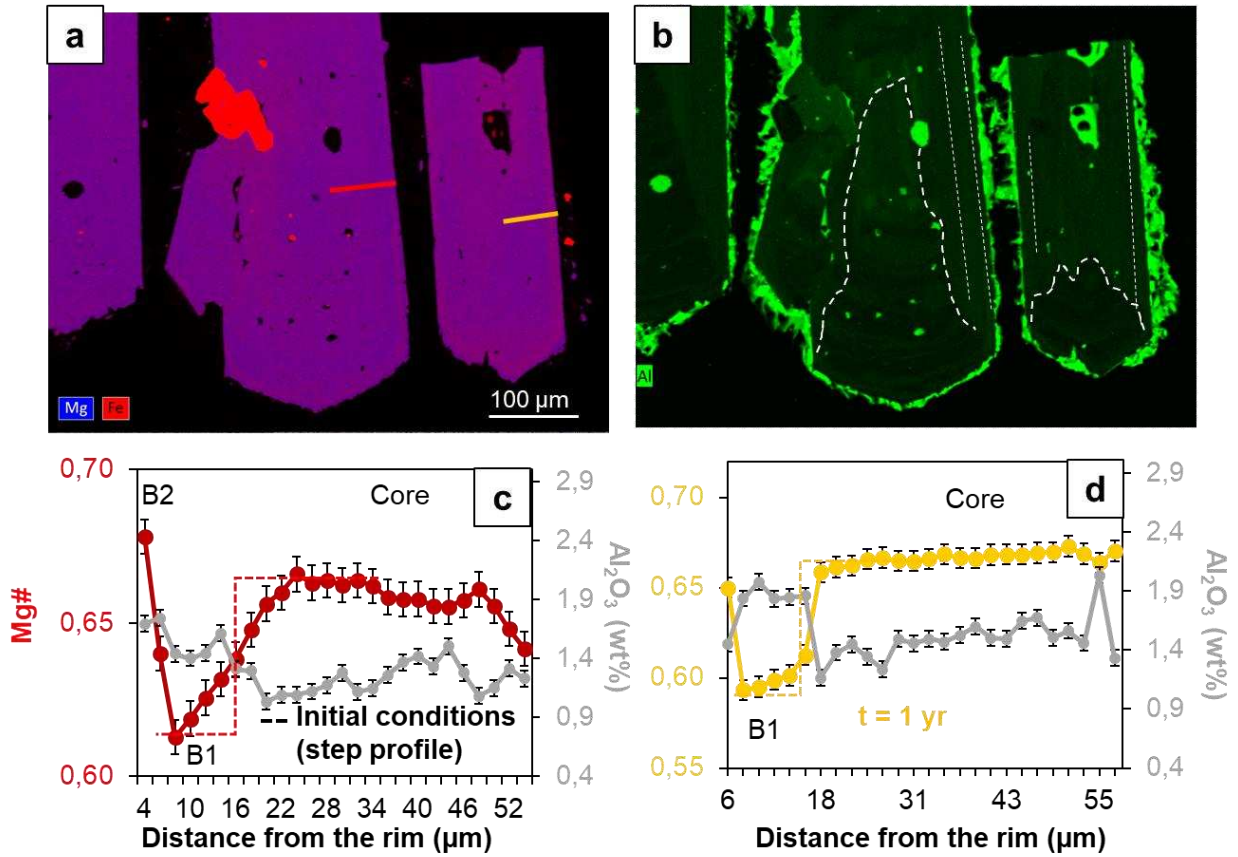 a
b
Mg Fe
100 µm
Al
c
B2
Core
B1
Initial conditions
(step profile)
0,70
0,65
0,60
Mg#
2,9
2,4
1,9
1,4
0,9
0,4
Al2O3 (wt%)
4 10 16 22 28 34 40 46 52
Distance from the rim (µm)
d
Core
B1
t = 1 yr
0,70
0,65
0,60
0,55
2,9
2,4
1,9
1,4
0,9
0,4
Al2O3 (wt%)
6 18 31 43 55
Distance from the rim (µm)